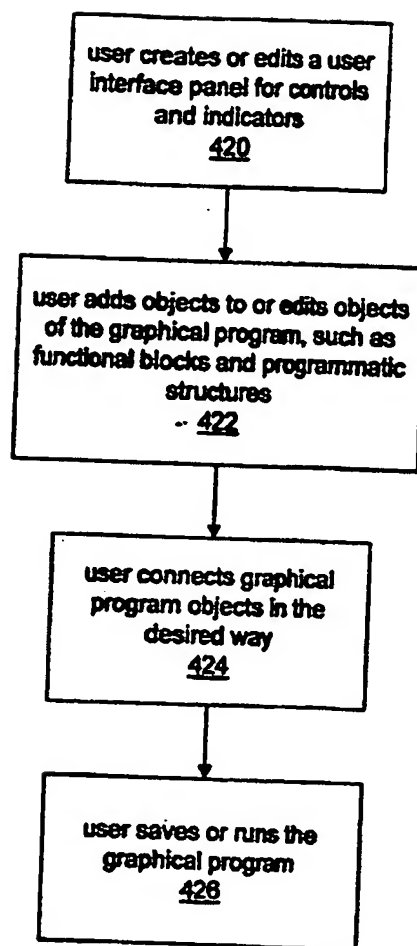 user creates or edits a user
interface panel for controls
and indicators
420
user adds objects to or edits objects
of the graphical program, such as
functional blocks and programmatic
structures
422
user connects graphical
program objects in the
desired way
424
user saves or runs the
graphical program
426